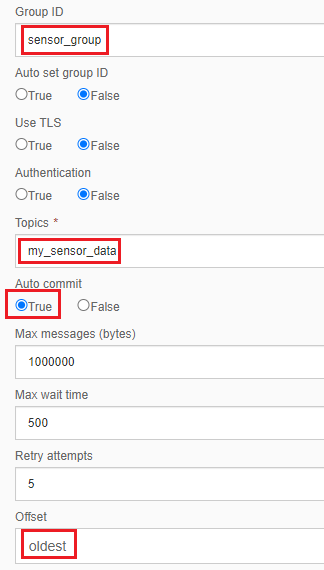 Group ID
sensor_group
Auto set group ID
True False
Use TLS
True False
Authentication
True False
Topics *
my_sensor_data
Auto commit
True False
Max messages (bytes)
1000000
Max wait time
500
Retry attempts
5
Offset
oldest